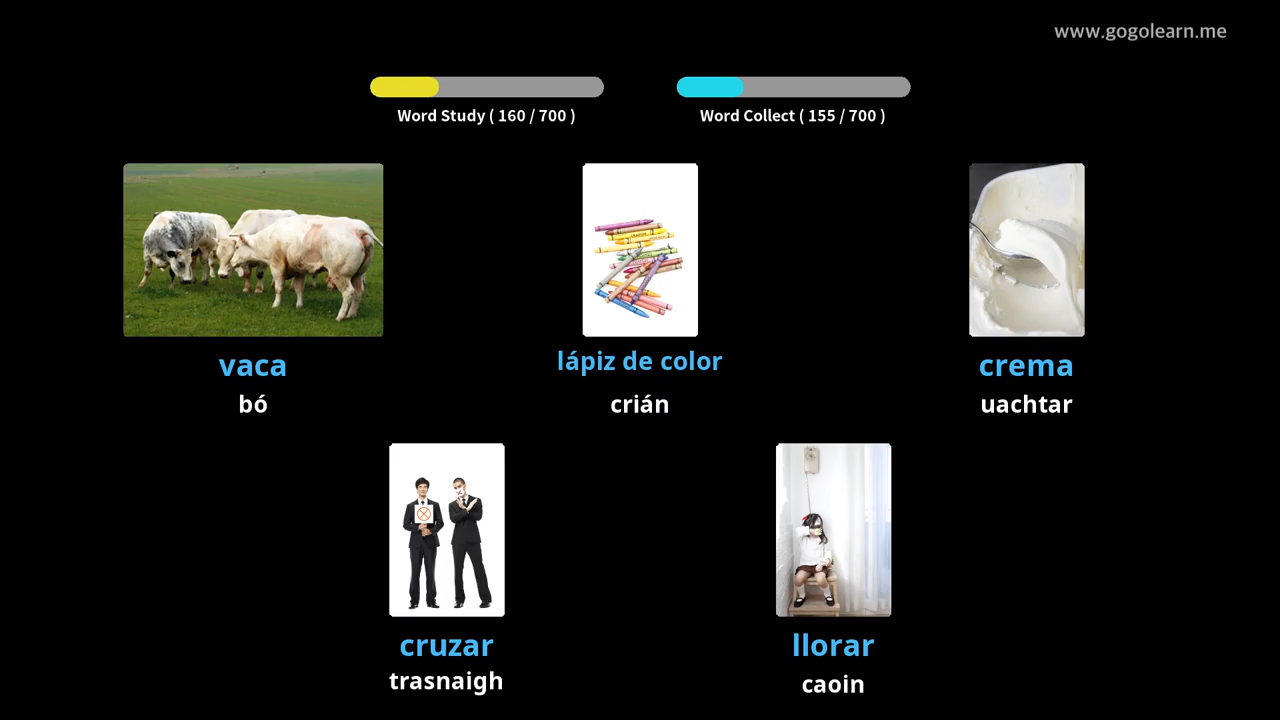 www.gogolearn.me
Word Study ( 160 / 700 )
Word Collect ( 155 / 700 )
vaca
bó
lápiz de color
crián
crema
uachtar
cruzar
trasnaigh
llorar
caoin